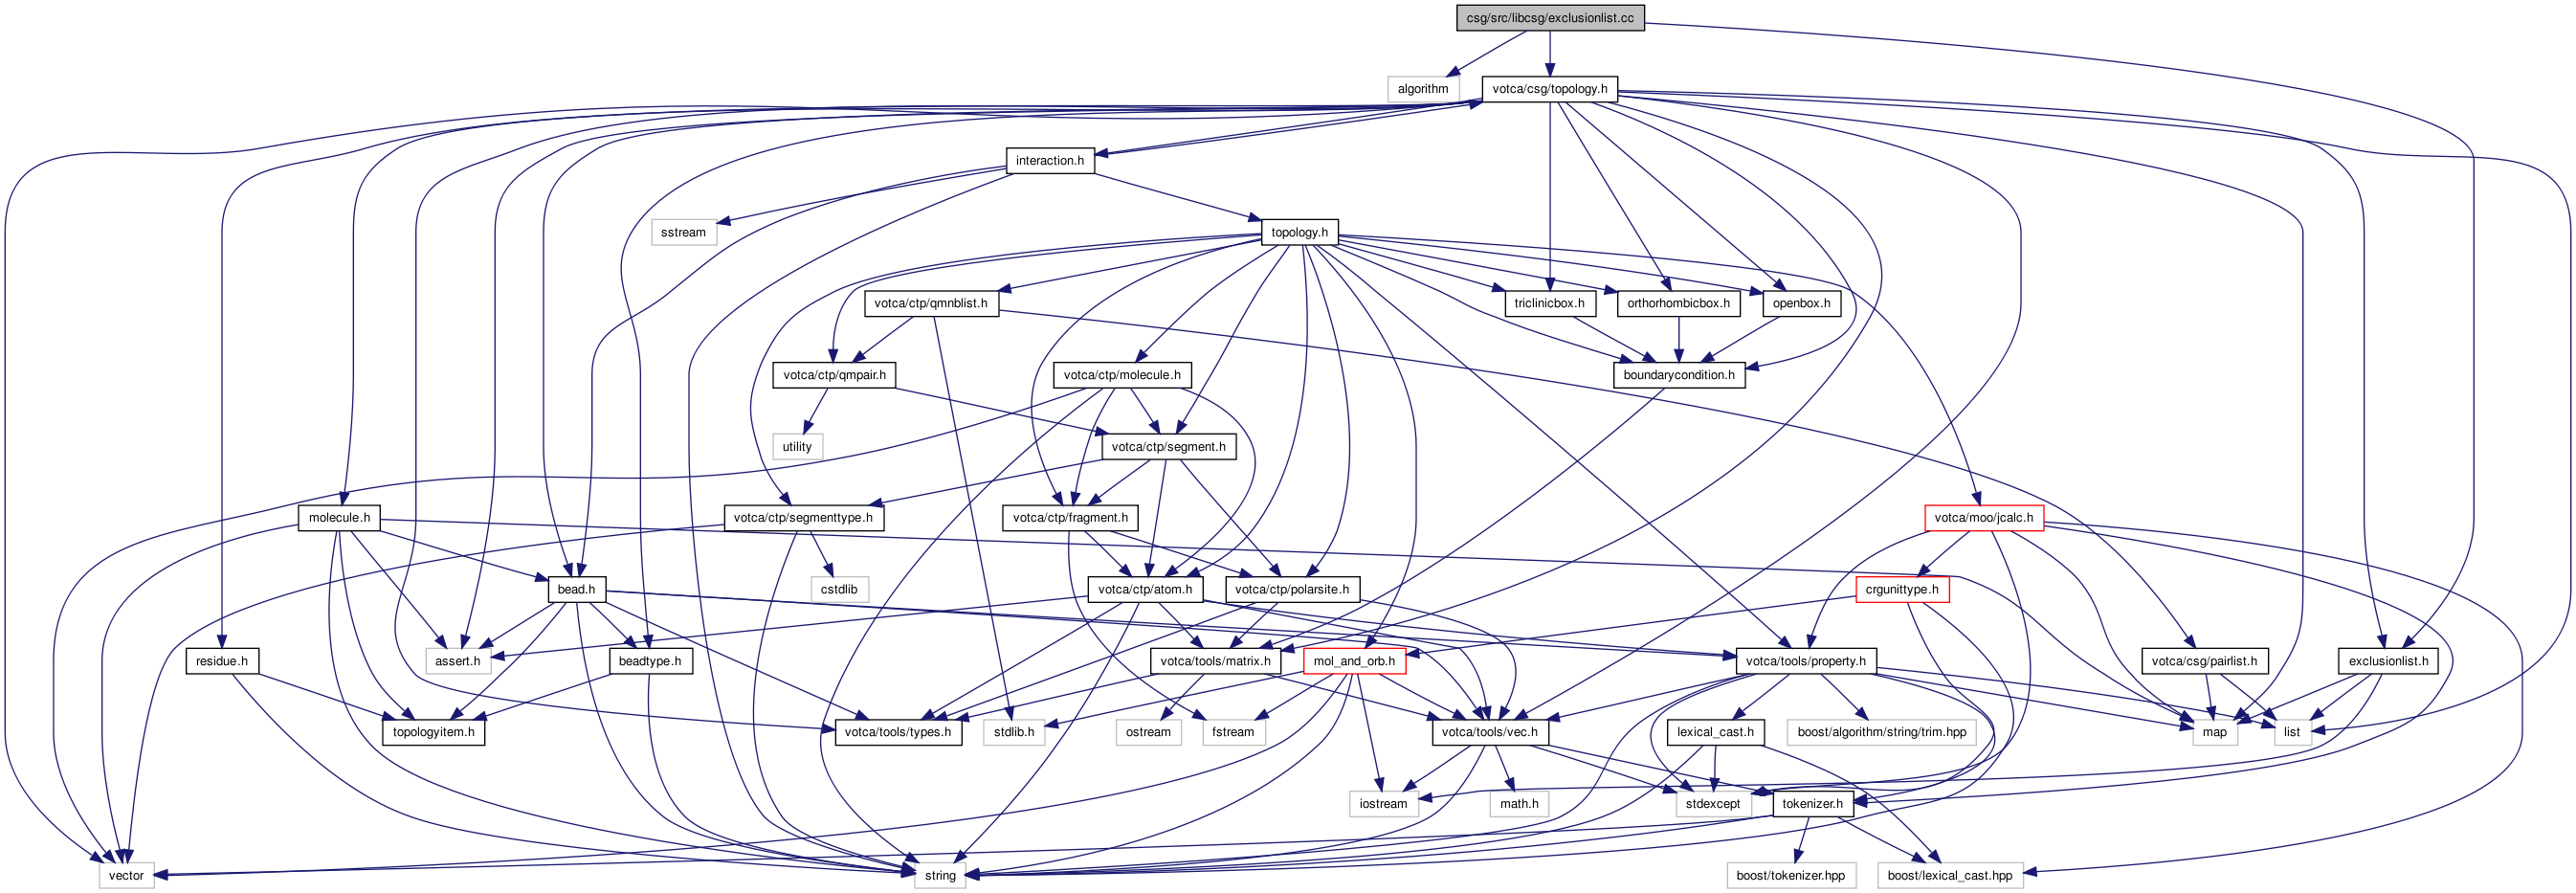 csg/src/libcsg/exclusionlist.cc
algorithm
votca/csg/topology.h
interaction.h
sstream
topology.h
votca/ctp/qmnblist.h
triclinicbox.h
orthorhombicbox.h
openbox.h
votca/ctp/qmpair.h
votca/ctp/molecule.h
boundarycondition.h
utility
votca/ctp/segment.h
molecule.h
votca/ctp/segmenttype.h
votca/ctp/fragment.h
votca/moo/jcalc.h
bead.h
cstdlib
votca/ctp/atom.h
votca/ctp/polarsite.h
crgunittype.h
residue.h
assert.h
beadtype.h
votca/tools/matrix.h
mol_and_orb.h
votca/tools/property.h
votca/csg/pairlist.h
exclusionlist.h
topologyitem.h
votca/tools/types.h
stdlib.h
ostream
fstream
votca/tools/vec.h
lexical_cast.h
boost/algorithm/string/trim.hpp
map
list
iostream
math.h
stdexcept
tokenizer.h
vector
string
boost/tokenizer.hpp
boost/lexical_cast.hpp